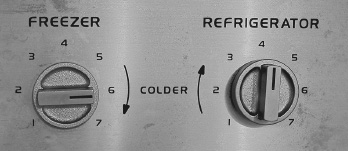 FREEZER
REFRIGERATOR
4
3 5
2 6
1 7
COLDER
4
3 5
2 6
1 7